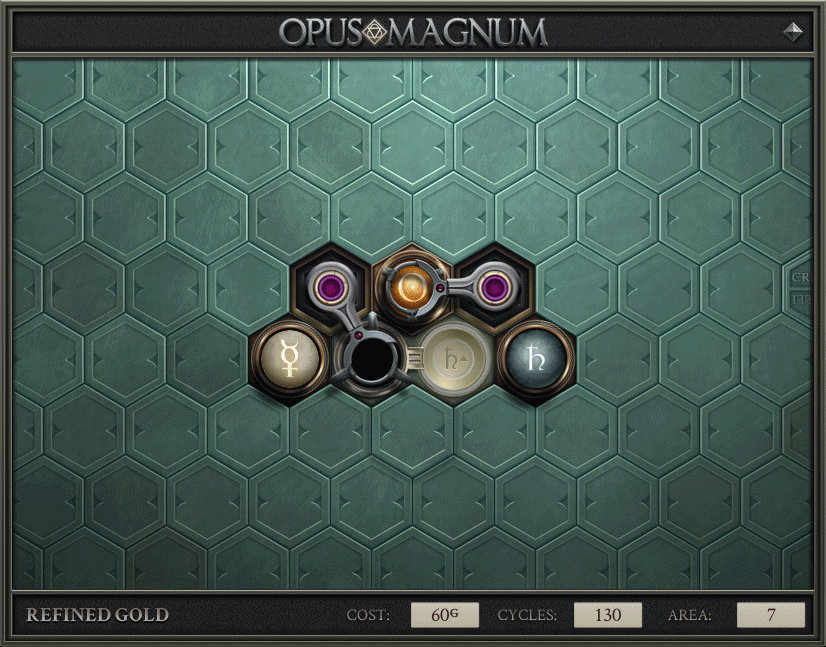 OPUS MAGNUM
REFINED GOLD
COST: 60G
CYCLES: 130
AREA: 7